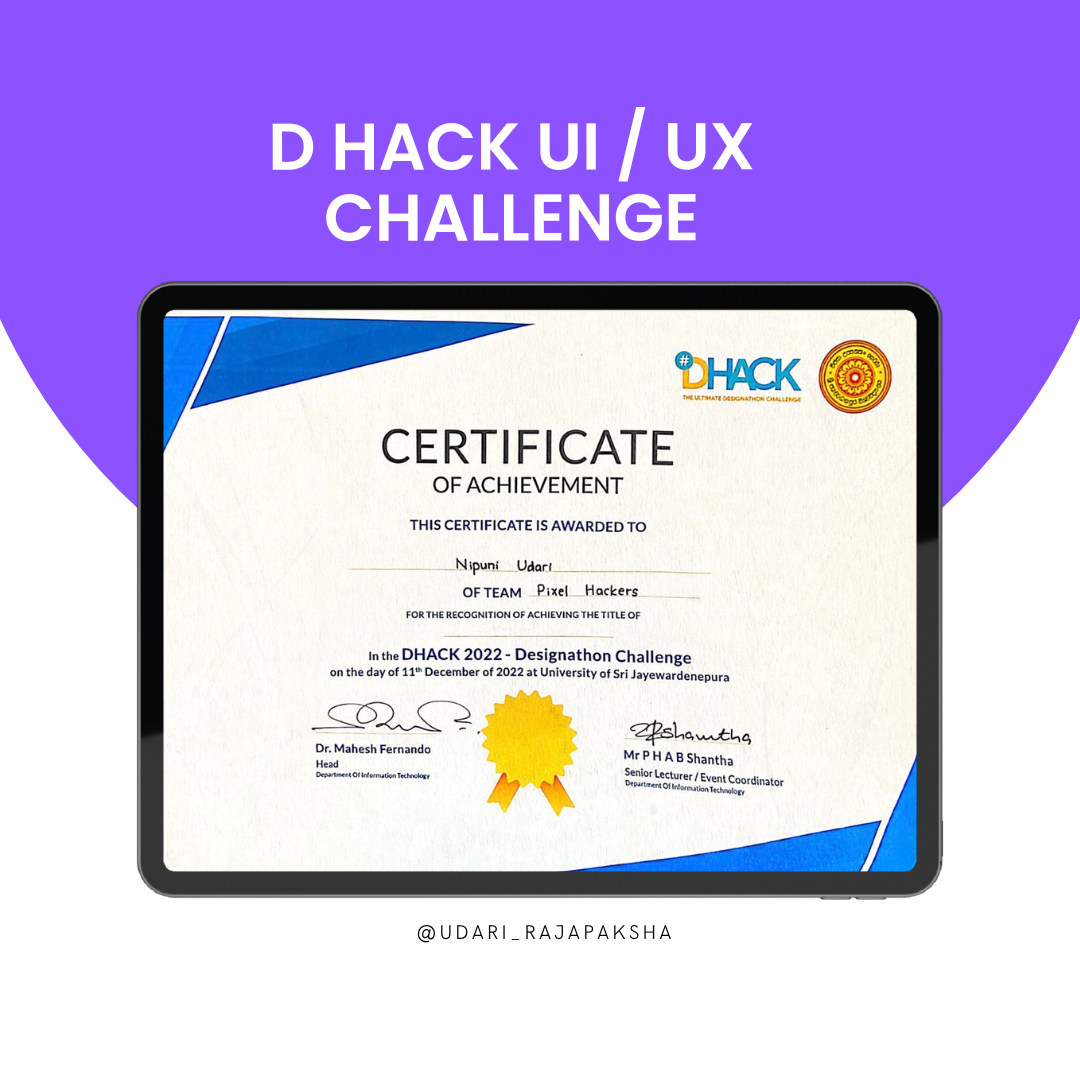 D HACK UI / UX
CHALLENGE
#DHACK
THE ULTIMATE DESIGNATHON CHALLENGE
CERTIFICATE
OF ACHIEVEMENT
THIS CERTIFICATE IS AWARDED TO
Nipuni Udari
OF TEAM Pixel Hackers
FOR THE RECOGNITION OF ACHIEVING THE TITLE OF
In the DHACK 2022 - Designathon Challenge
on the day of 11th December of 2022 at University of Sri Jayewardenepura
Dr. Mahesh Fernando
Head
Department Of Information Technology
Mr P H A B Shantha
Senior Lecturer / Event Coordinator
Department Of Information Technology
@UDARI_RAJAPAKSHA